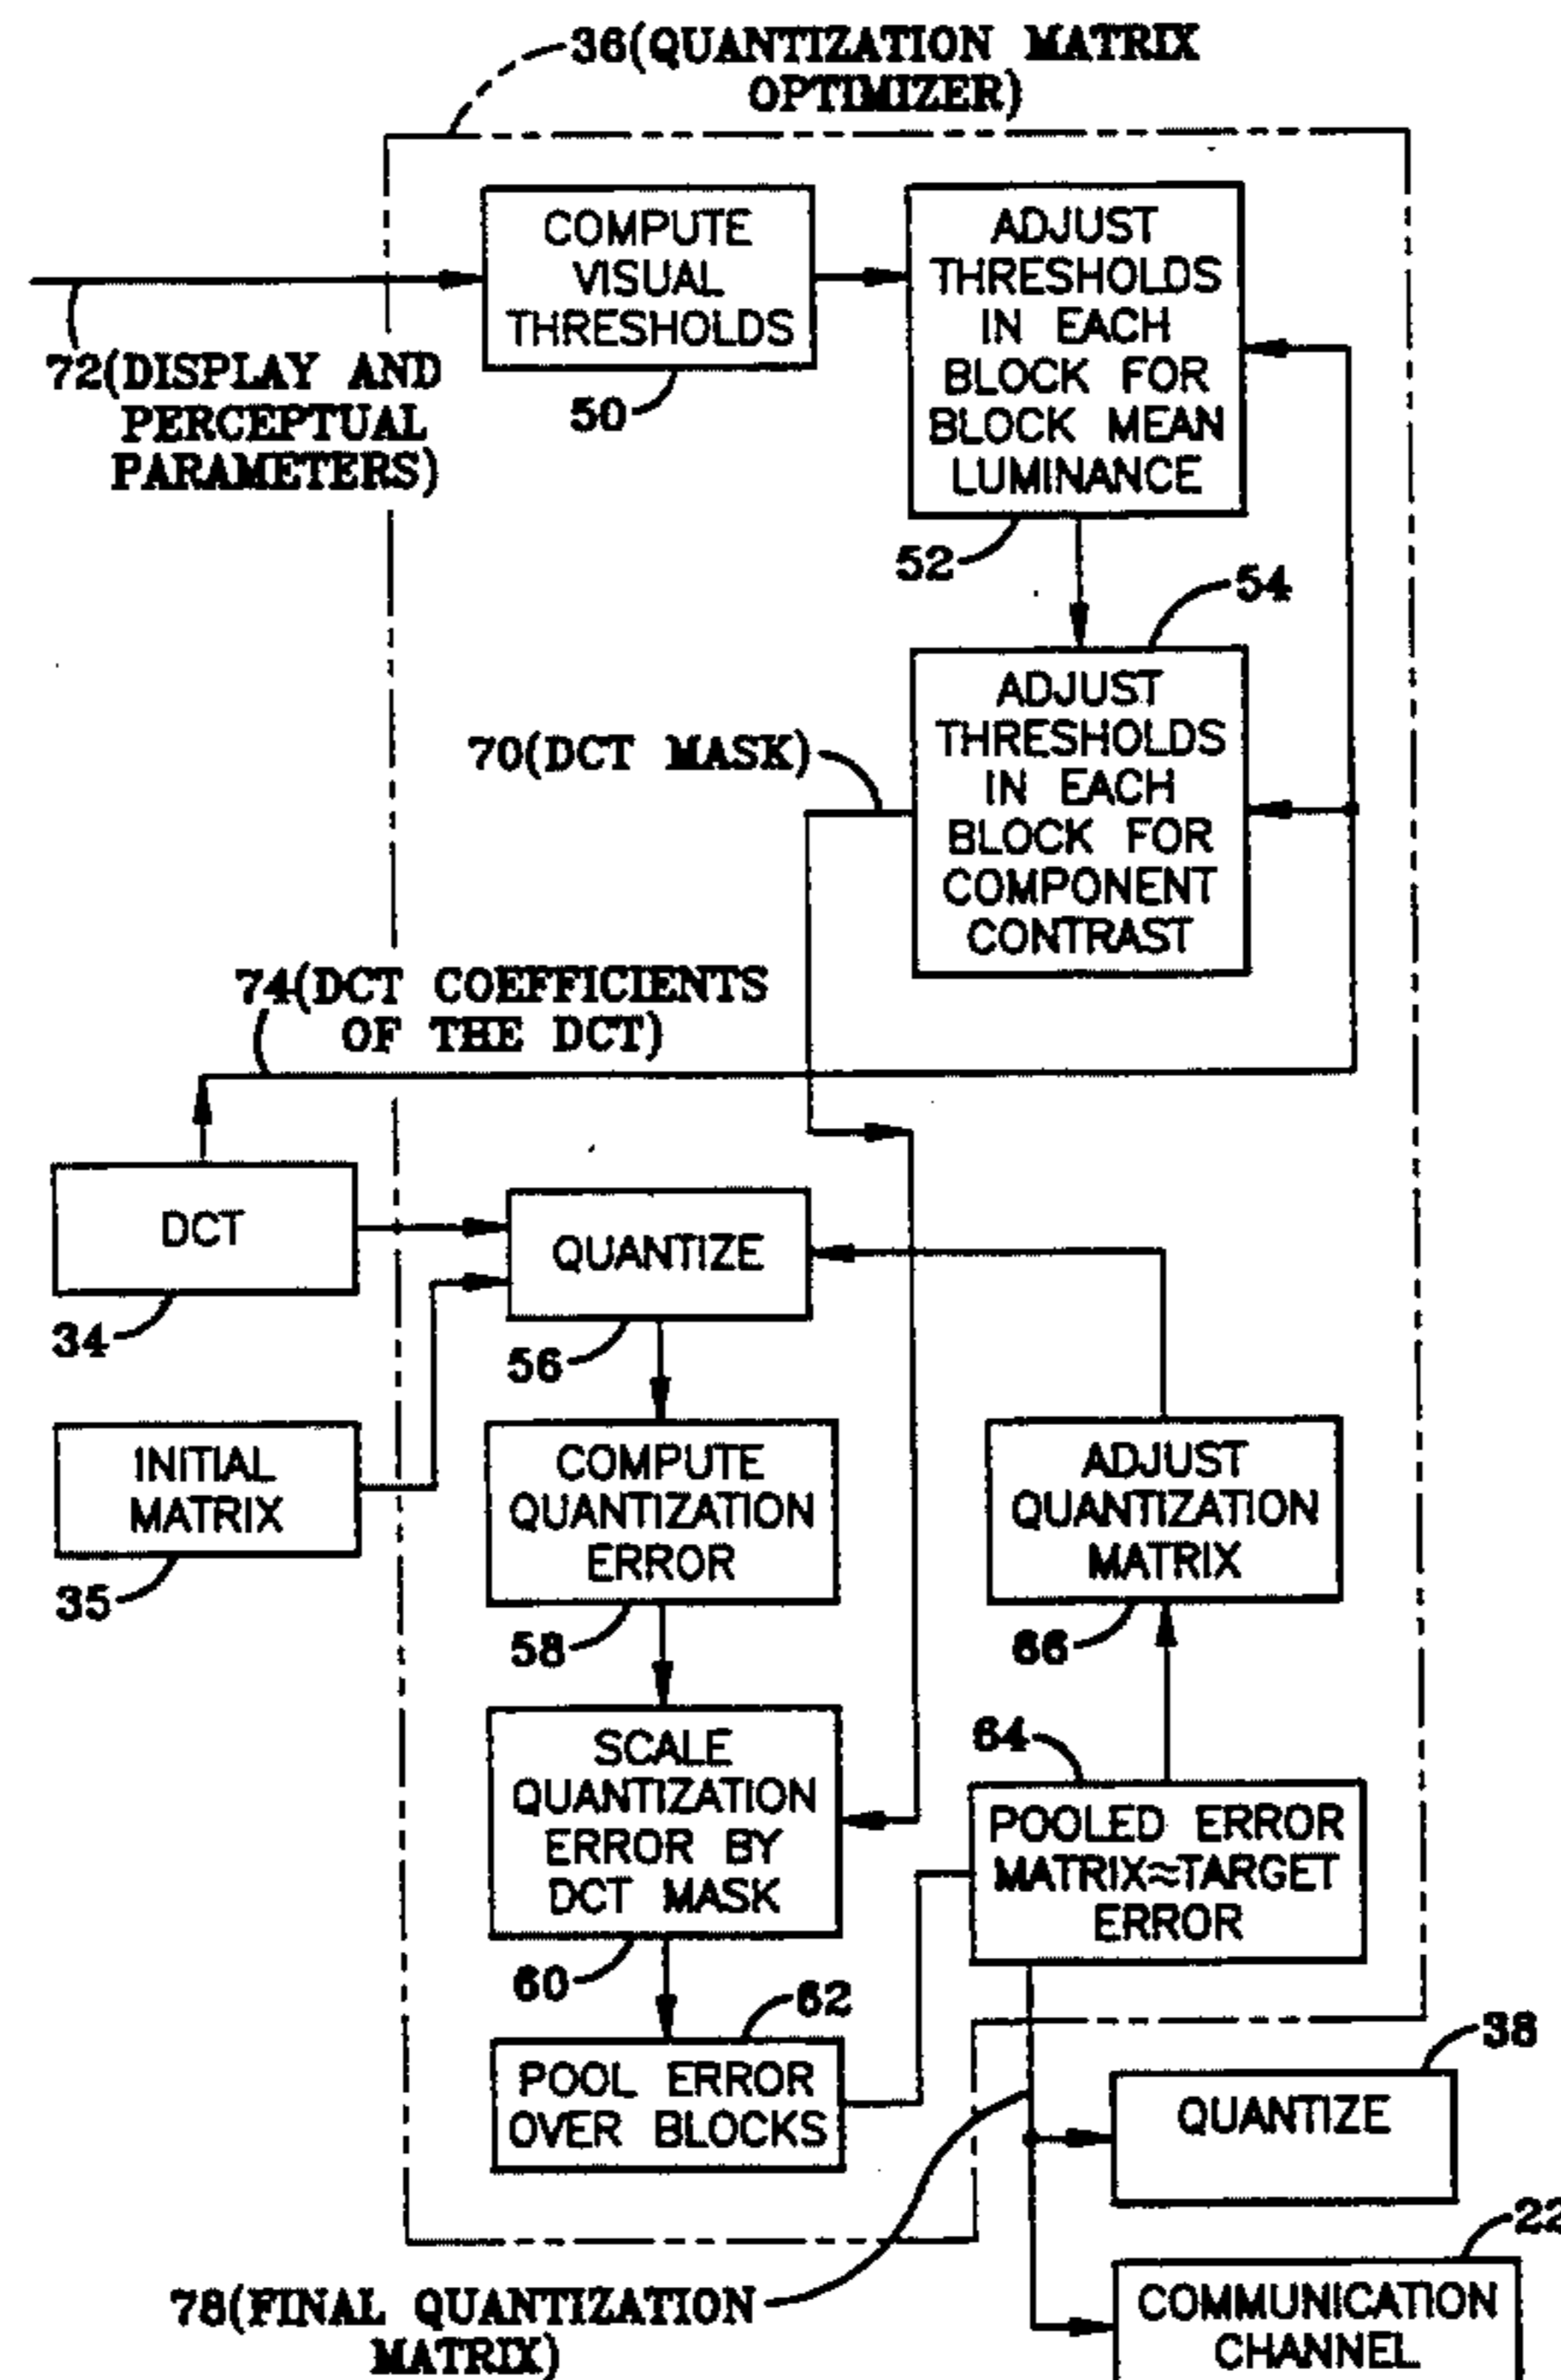 36(QUANTIZATION MATRIX
OPTIMIZER)
COMPUTE
VISUAL
THRESHOLDS
50
ADJUST
THRESHOLDS
IN EACH
BLOCK FOR
BLOCK MEAN
LUMINANCE
52
72(DISPLAY AND
PERCEPTUAL
PARAMETERS)
54
ADJUST
THRESHOLDS
IN EACH
BLOCK FOR
COMPONENT
CONTRAST
70(DCT MASK)
74(DCT COEFFICIENTS
OF THE DCT)
DCT
34
QUANTIZE
56
INITIAL
MATRIX
35
COMPUTE
QUANTIZATION
ERROR
58
ADJUST
QUANTIZATION
MATRIX
66
SCALE
QUANTIZATION
ERROR BY
DCT MASK
60
64
POOLED ERROR
MATRIX≈TARGET
ERROR
62
POOL ERROR
OVER BLOCKS
38
QUANTIZE
22
COMMUNICATION
CHANNEL
78(FINAL QUANTIZATION
MATRIX)